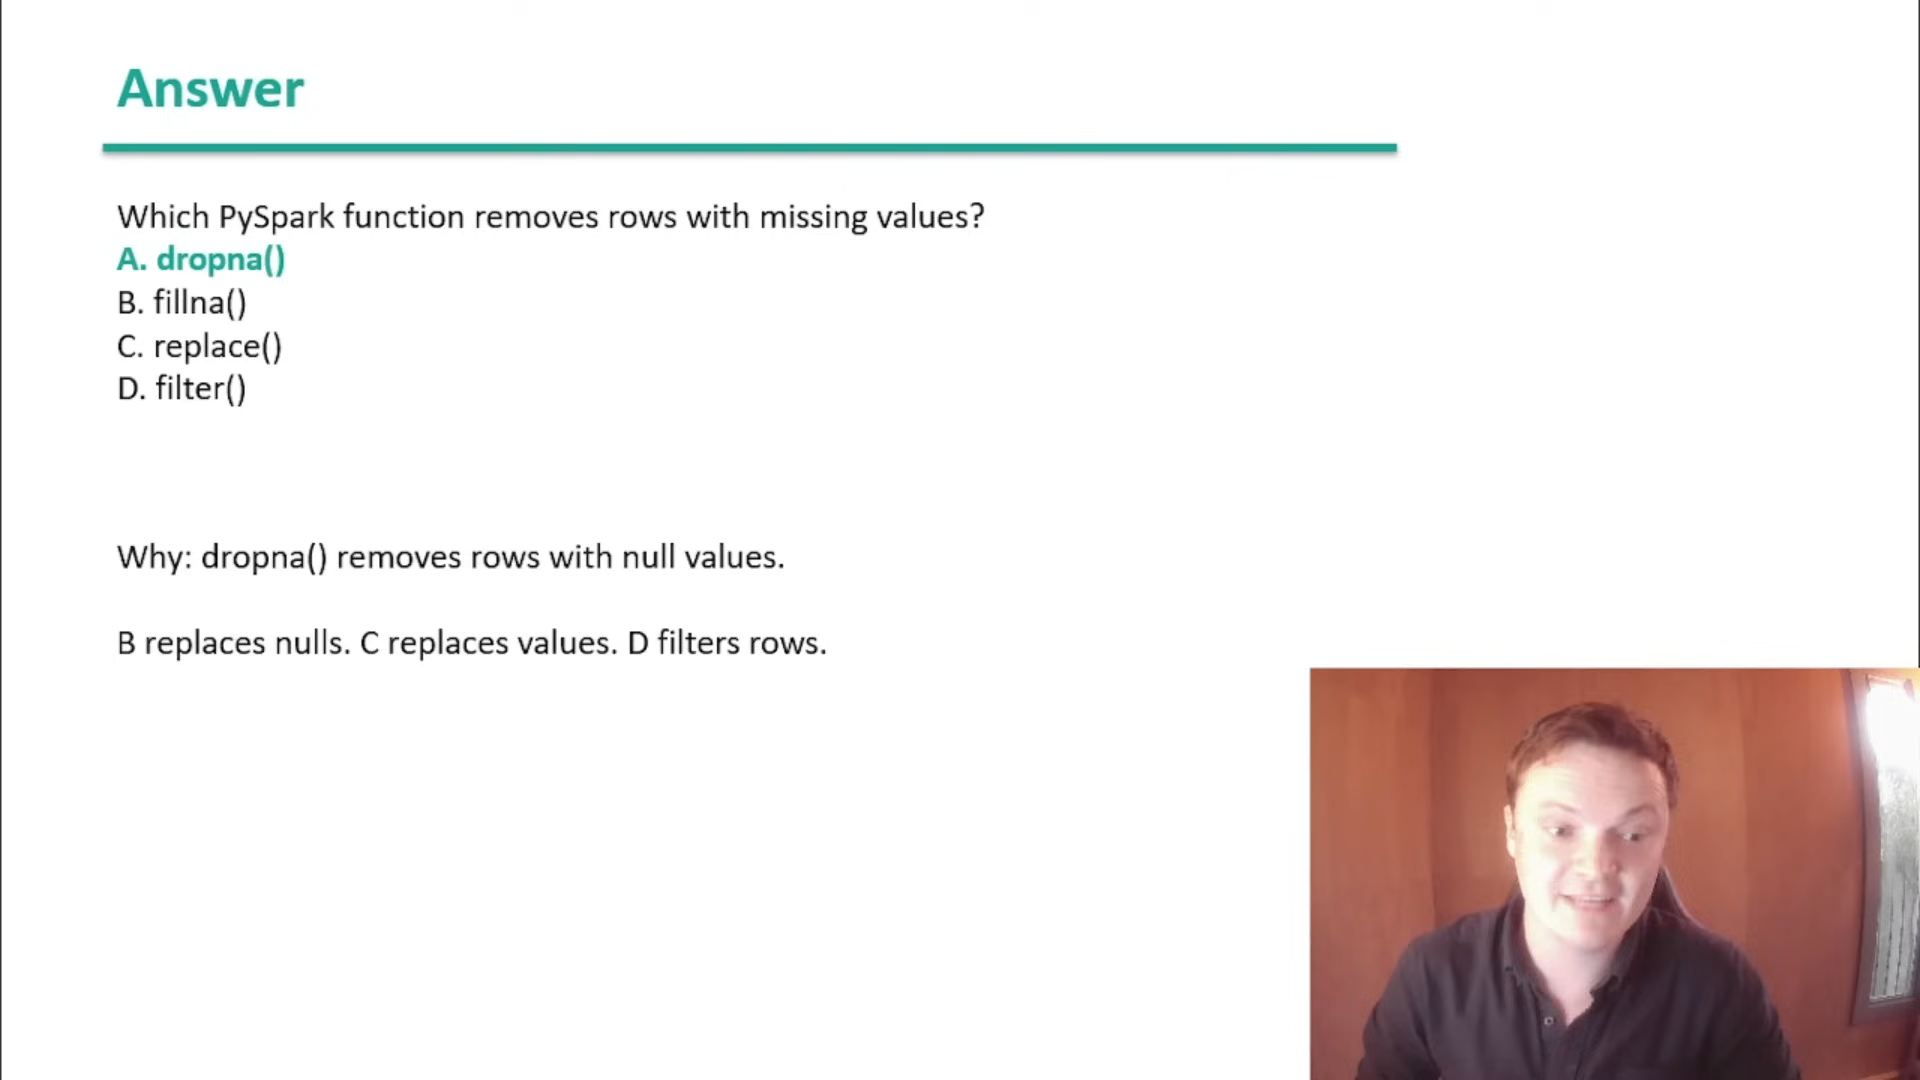 Answer
Which PySpark function removes rows with missing values?
A. dropna()
B. fillna()
C. replace()
D. filter()
Why: dropna() removes rows with null values.
B replaces nulls. C replaces values. D filters rows.